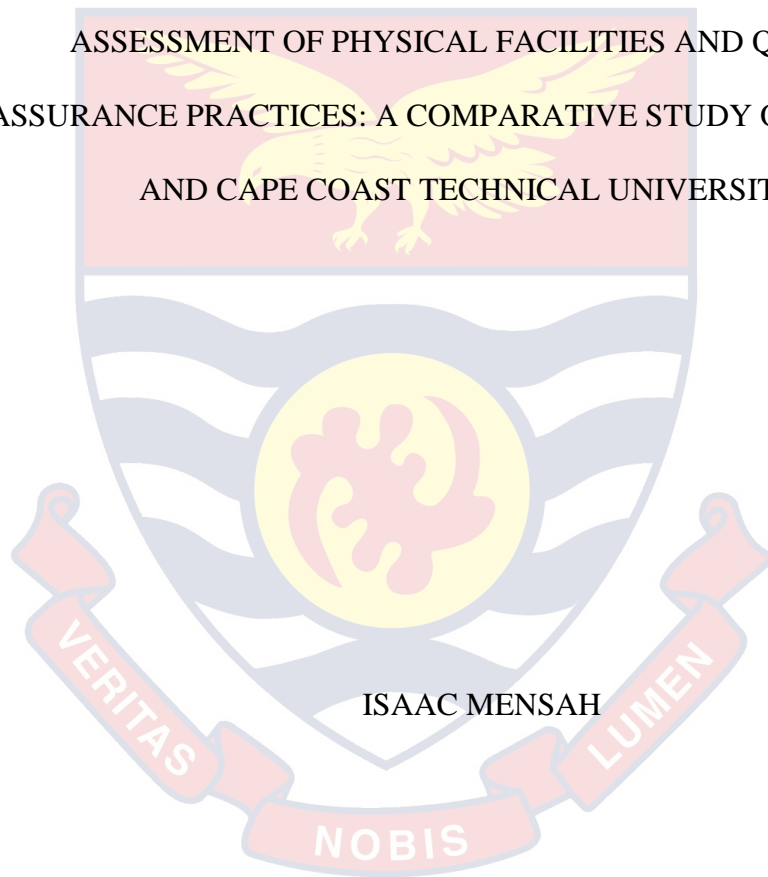 ASSESSMENT OF PHYSICAL FACILITIES AND Q
ASSURANCE PRACTICES: A COMPARATIVE STUDY
AND CAPE COAST TECHNICAL UNIVERSIT
ISAAC MENSAH
VERITAS
NOBIS
LUMEN